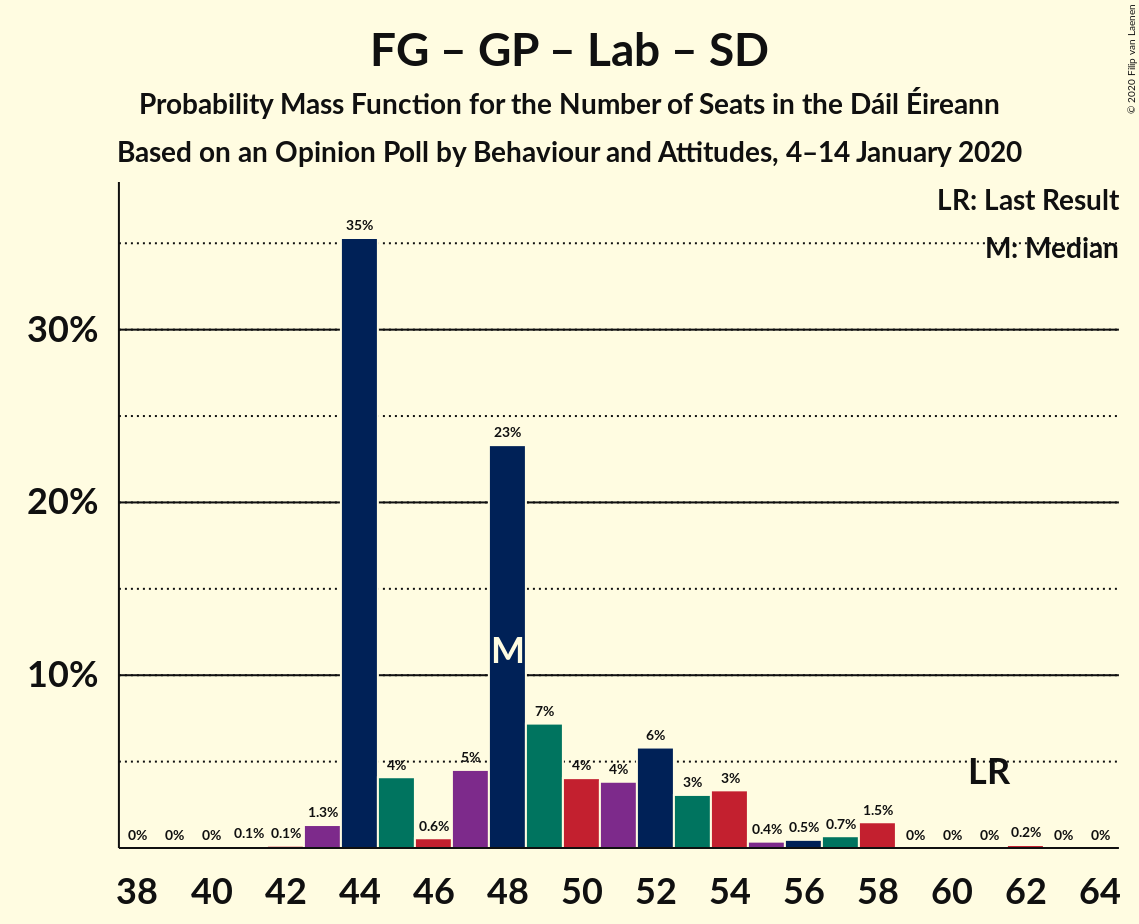 FG – GP – Lab – SD
Probability Mass Function for the Number of Seats in the Dáil Éireann
Based on an Opinion Poll by Behaviour and Attitudes, 4–14 January 2020
© 2020 Filip van Laenen
LR: Last Result
M: Median
30%
20%
10%
0% 0% 0% 0.1% 0.1% 1.3% 35% 4% 0.6% 5% 23% 7% 4% 4% 6% 3% 3% 0.4% 0.5% 0.7% 1.5% 0% 0% 0% 0.2% 0% 0%
M
LR
38 40 42 44 46 48 50 52 54 56 58 60 62 64